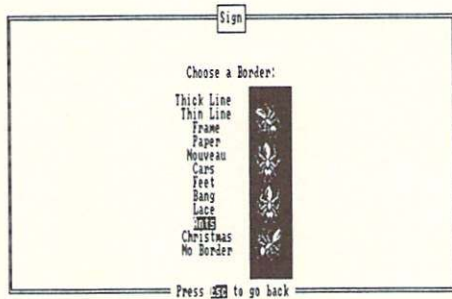 Sign
Choose a Border:
Thick Line
Thin Line
Frame
Paper
Nouveau
Cars
Feet
Bang
Lace
Ants
Christmas
No Border
Press Esc to go back